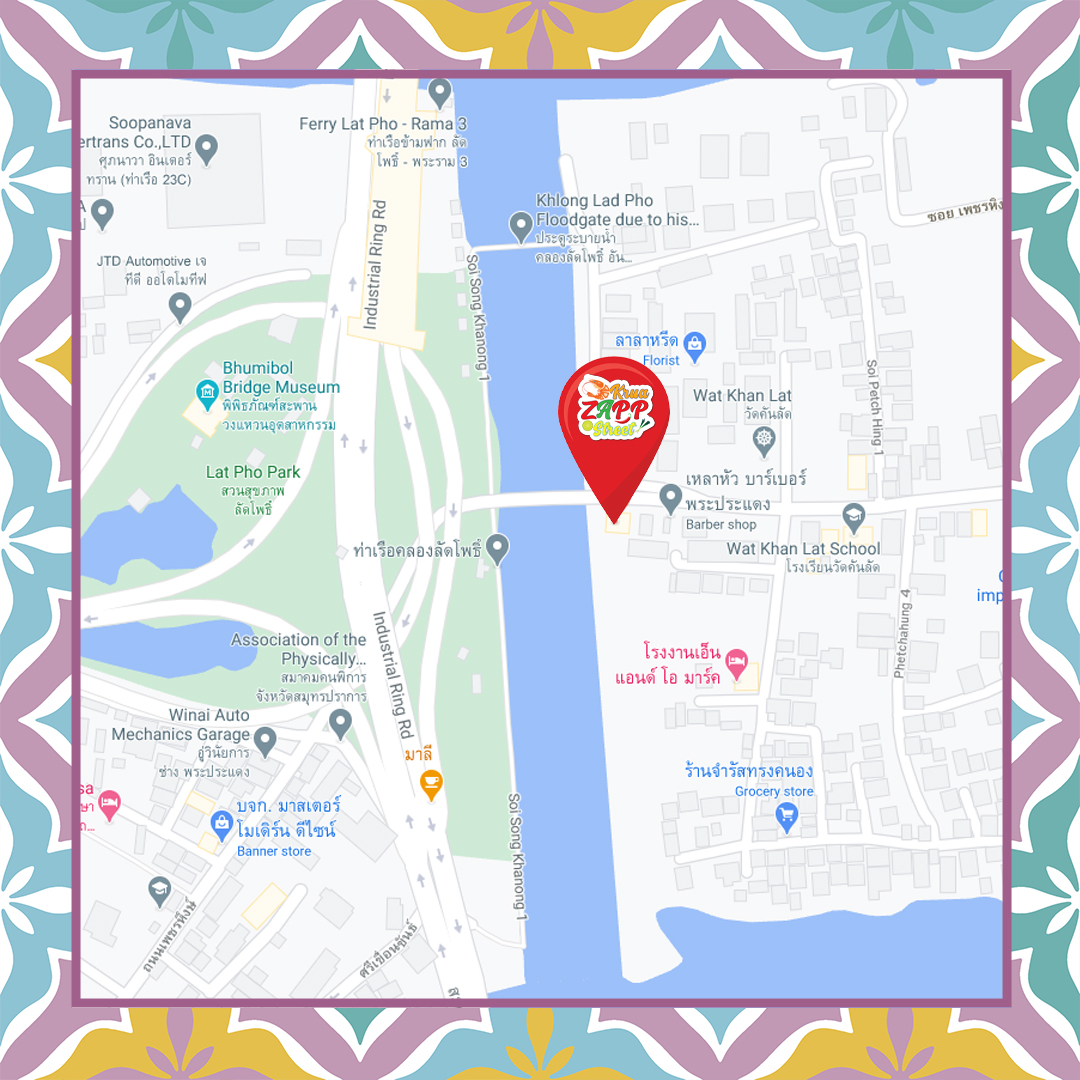 Ferry Lat Pho - Rama 3
ท่าเรือข้ามฟาก ลัด
โพธิ์ - พระราม 3
Soopanava
ertrans Co.,LTD
ศุภนาวา อินเตอร์
ทราน (ท่าเรือ 23C)
Khlong Lad Pho
Floodgate due to his...
ประตูระบายน้ำ
คลองลัดโพธิ์ อัน...
ซอย เพชรหึง
Industrial Ring Rd
JTD Automotive เจ
ทีดี ออโตโมทีฟ
Soi Song Khanong 1
ลาลาหรีด
Florist
Bhumibol
Bridge Museum
พิพิธภัณฑ์สะพาน
วงแหวนอุตสาหกรรม
Krua
ZAPP
Street
Wat Khan Lat
วัดคันลัด
Soi Petch Hing 1
Lat Pho Park
สวนสุขภาพ
ลัดโพธิ์
เหลาหัว บาร์เบอร์
พระประแดง
Barber shop
ท่าเรือคลองลัดโพธิ์
Wat Khan Lat School
โรงเรียนวัดคันลัด
imp
Phetchahung 4
Association of the
Physically...
สมาคมคนพิการ
จังหวัดสมุทรปราการ
Industrial Ring Rd
โรงงานเอ็น
แอนด์ โอ มาร์ค
Winai Auto
Mechanics Garage
อู่วินัยการ
ช่าง พระประแดง
มาลี
ร้านจำรัสทรงคนอง
Grocery store
sa
บจก. มาสเตอร์
โมเดิร์น ดีไซน์
Banner store
Soi Song Khanong 1
ถนนเพชรหึงษ์
ศรีเขื่อนขันธ์